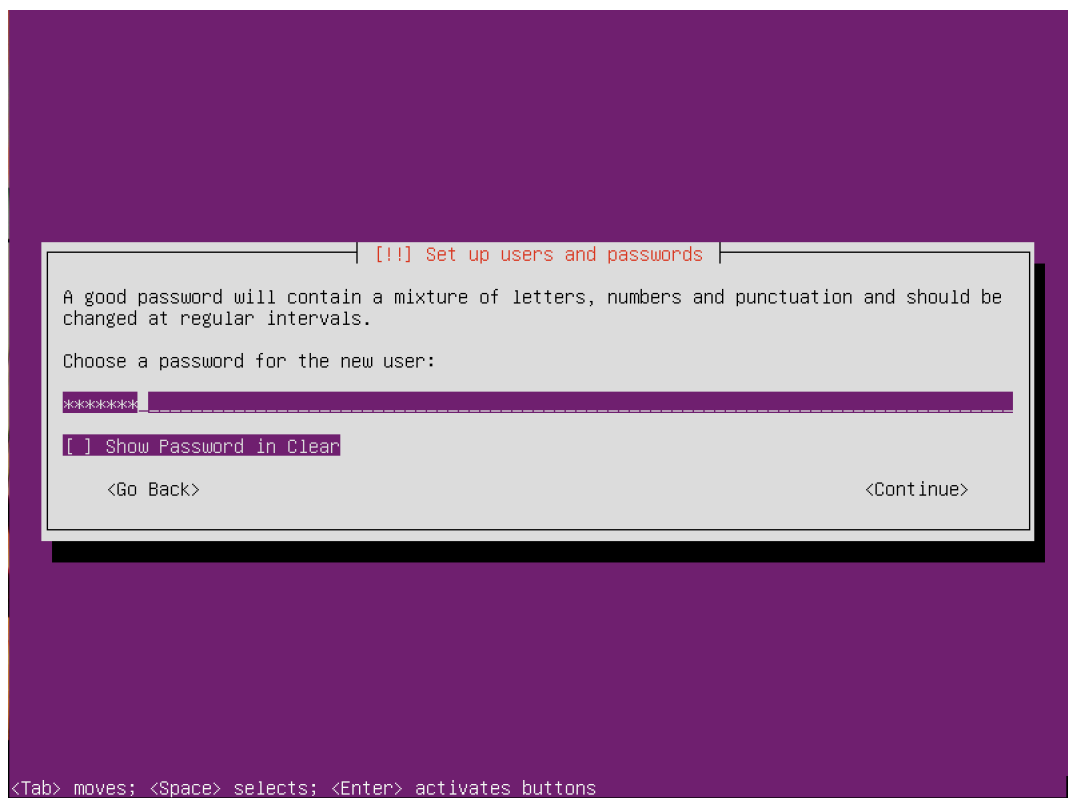 [!!] Set up users and passwords
A good password will contain a mixture of letters, numbers and punctuation and should be
changed at regular intervals.
Choose a password for the new user:
*******
[ ] Show Password in Clear
<Go Back> <Continue>
<Tab> moves; <Space> selects; <Enter> activates buttons